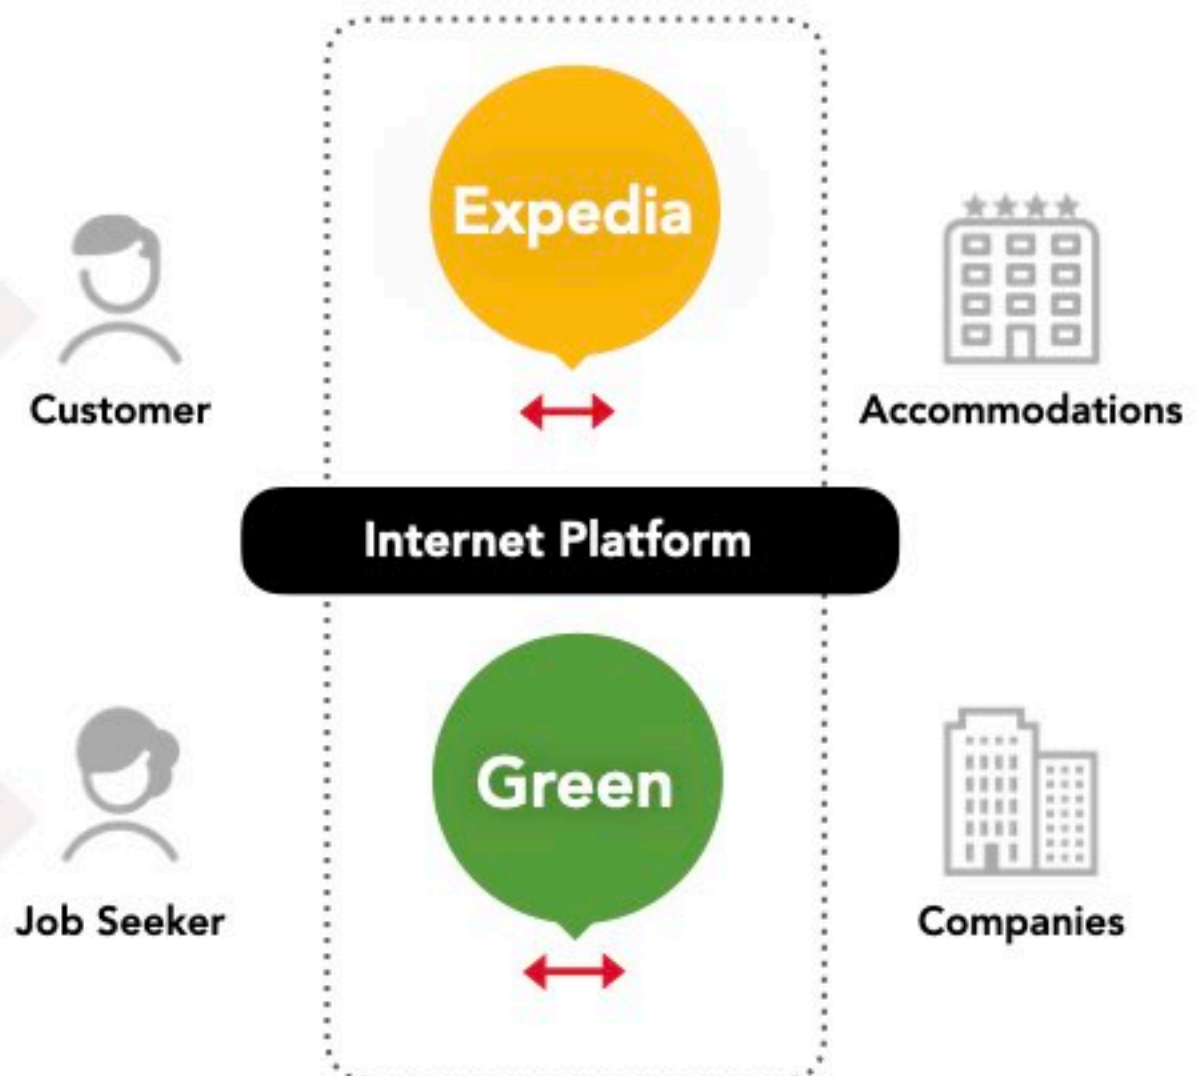 Expedia
Customer
Accommodations
Internet Platform
Green
Job Seeker
Companies